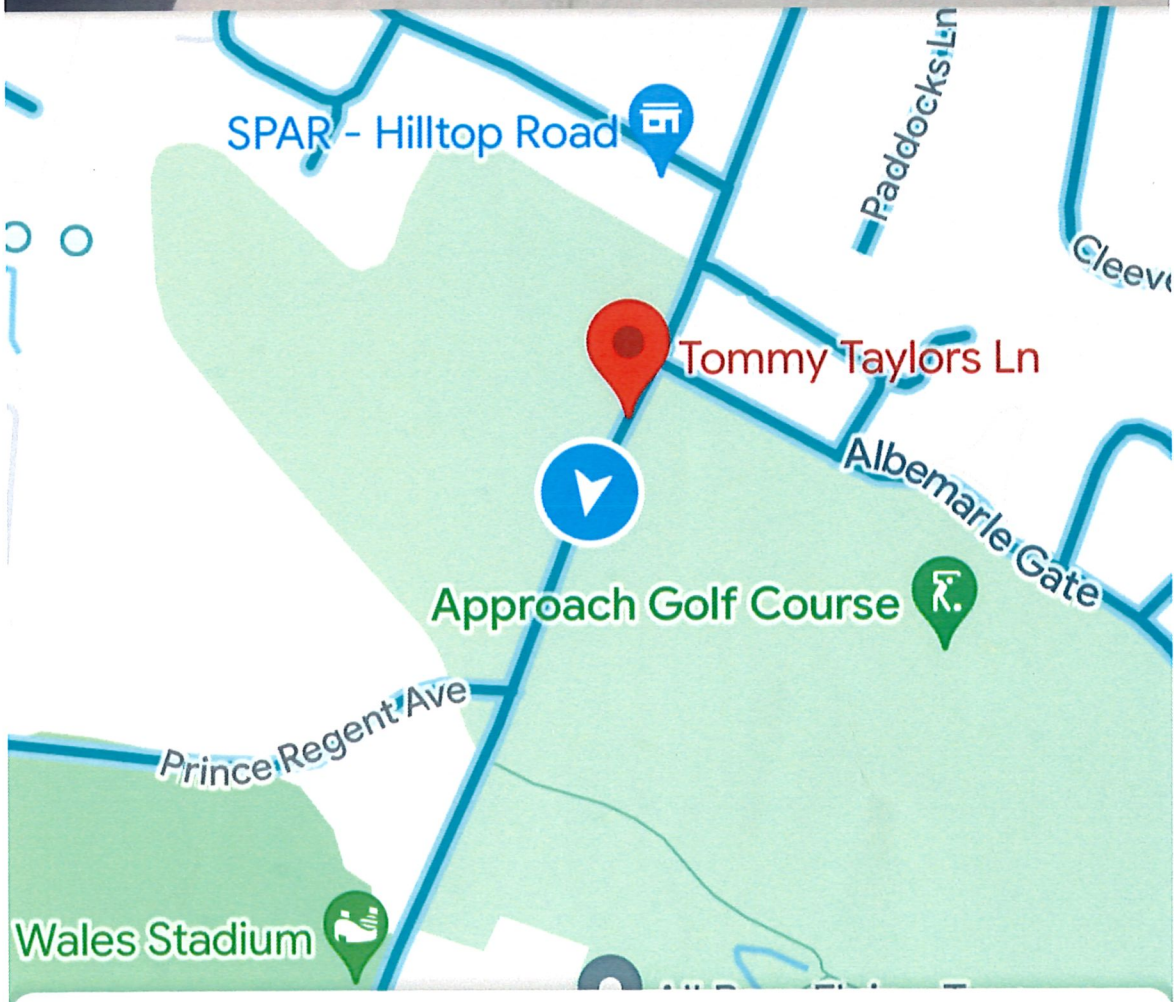 Paddocks Ln
SPAR - Hilltop Road
Cleeve
Tommy Taylors Ln
Albemarle Gate
Approach Golf Course
Prince Regent Ave
Wales Stadium